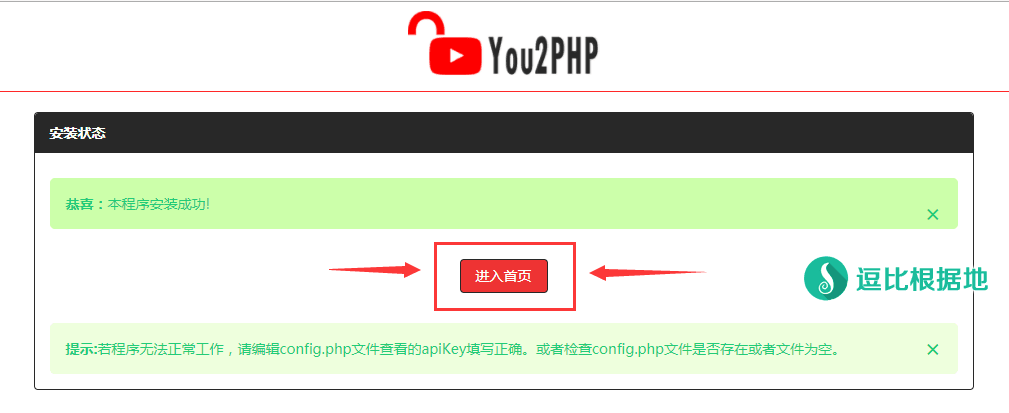 You2PHP
安装状态
恭喜：本程序安装成功!
进入首页
逗比根据地
提示:若程序无法正常工作，请编辑config.php文件查看的apiKey填写正确。或者检查config.php文件是否存在或者文件为空。